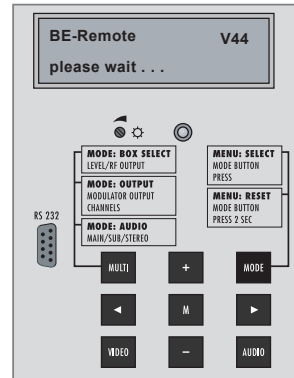 BE-Remote V44
please wait . . .
MODE: BOX SELECT
LEVEL/RF OUTPUT
MODE: OUTPUT
MODULATOR OUTPUT
CHANNELS
MODE: AUDIO
MAIN/SUB/STEREO
MENU: SELECT
MODE BUTTON
PRESS
MENU: RESET
MODE BUTTON
PRESS 2 SEC
RS 232
MULTI + MODE
◄ M ►
VIDEO − AUDIO